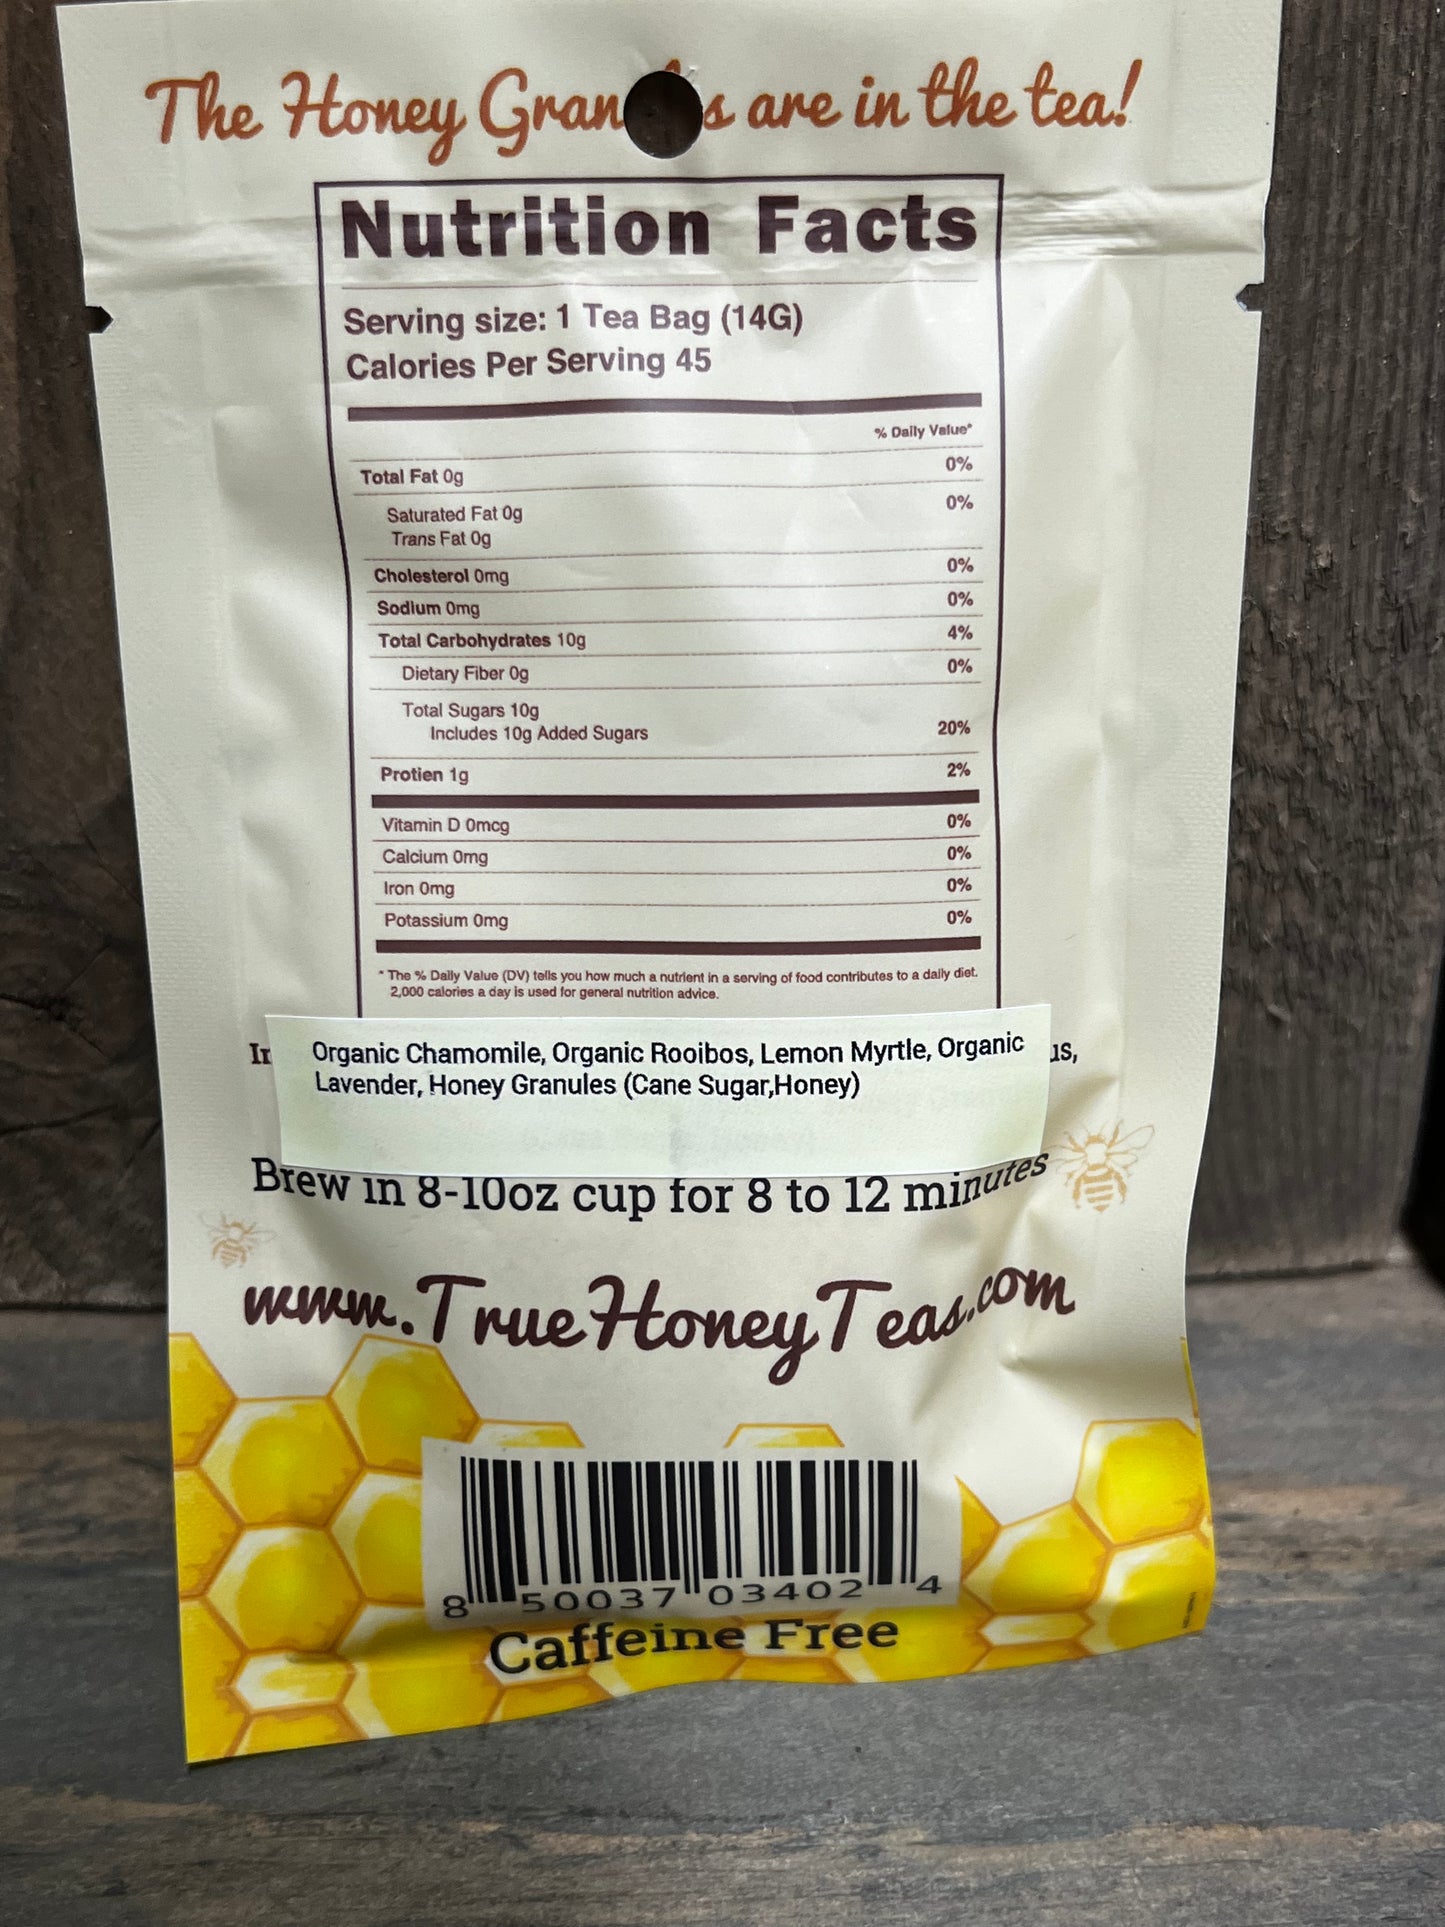 The Honey are in the tea!
Nutrition Facts
Serving size: 1 Tea Bag (14G)
Calories Per Serving 45
% Daily Value*
Total Fat 0g 0%
Saturated Fat 0g 0%
Trans Fat 0g
Cholesterol 0mg 0%
Sodium 0mg 0%
Total Carbohydrates 10g 4%
Dietary Fiber 0g 0%
Total Sugars 10g
Includes 10g Added Sugars 20%
Protien 1g 2%
Vitamin D 0mcg 0%
Calcium 0mg 0%
Iron 0mg 0%
Potassium 0mg 0%
* The % Daily Value (DV) tells you how much a nutrient in a serving of food contributes to a daily diet.
2,000 calories a day is used for general nutrition advice.
Organic Chamomile, Organic Rooibos, Lemon Myrtle, Organic
Lavender, Honey Granules (Cane Sugar,Honey)
Brew in 8-10oz cup for 8 to 12 minutes
www.TrueHoneyTeas.com
8 50037 03402 4
Caffeine Free